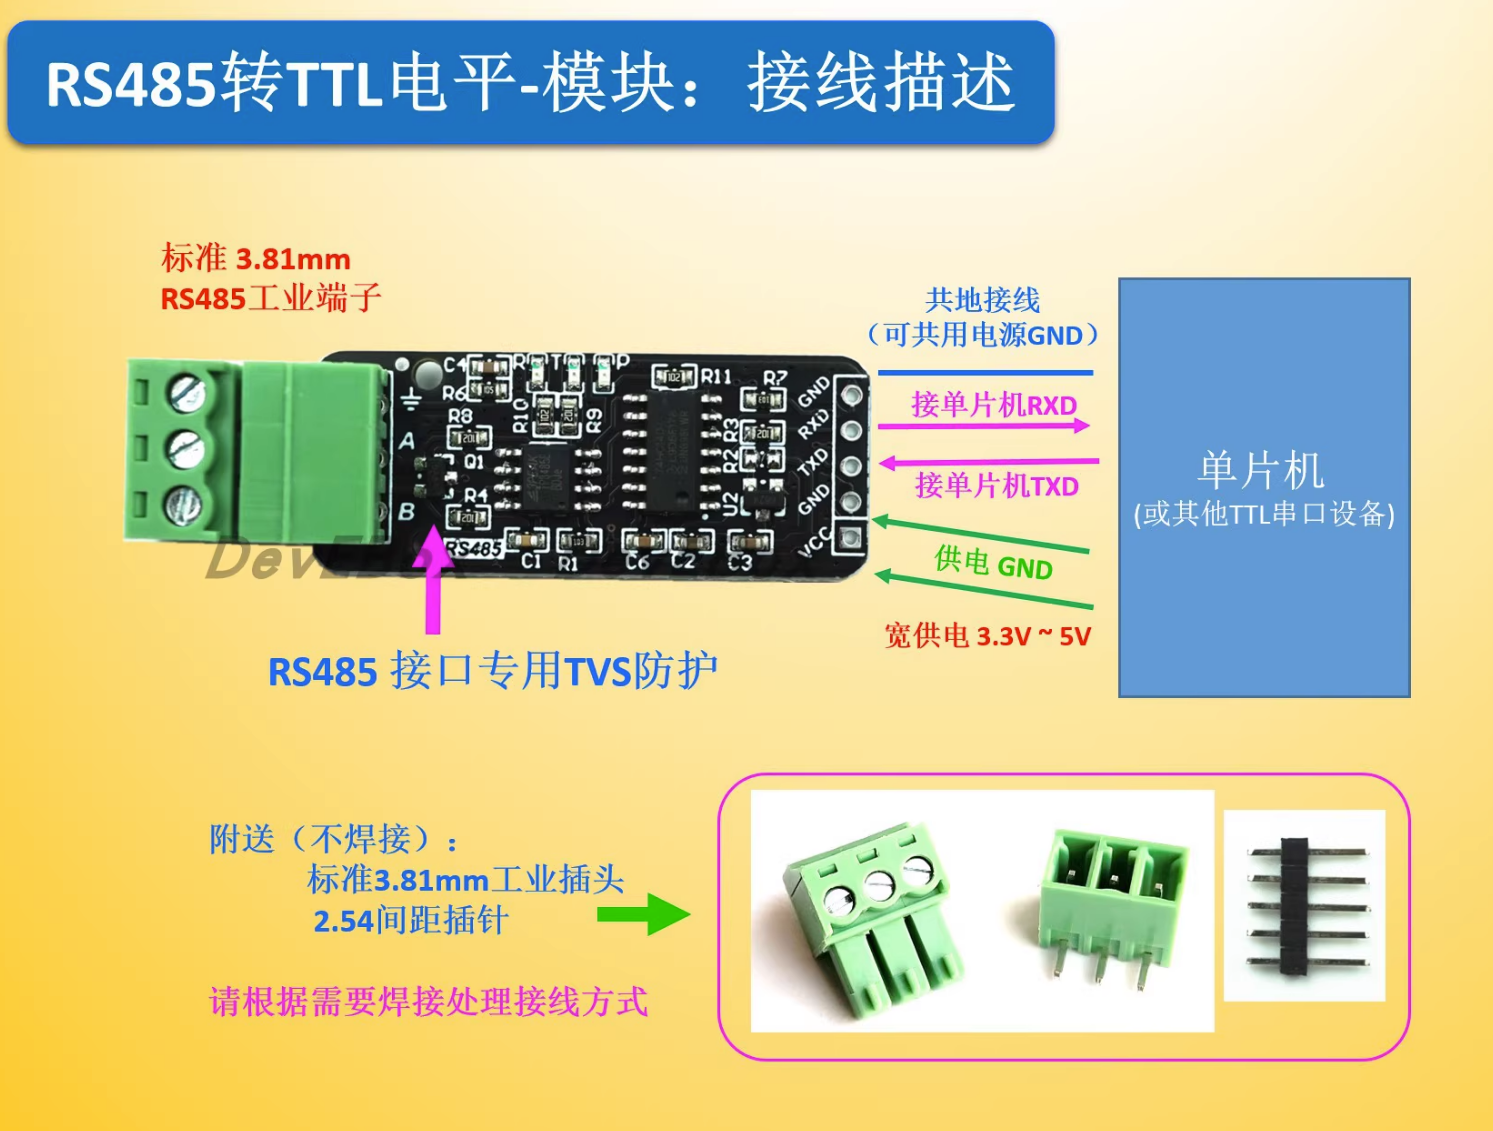 RS485转TTL电平-模块：接线描述
标准 3.81mm
RS485工业端子
共地接线
（可共用电源GND）
接单片机RXD
接单片机TXD
供电 GND
宽供电 3.3V ~ 5V
单片机
(或其他TTL串口设备)
C4
R
T
P
R6
R8
A
Q1
R4
B
RS485
R10
R9
R11
R7
R3
R2
U2
C1
R1
C6
C2
C3
102
201
201
201
GND
RXD
TXD
GND
VCC
RS485 接口专用TVS防护
附送（不焊接）：
标准3.81mm工业插头
2.54间距插针
请根据需要焊接处理接线方式